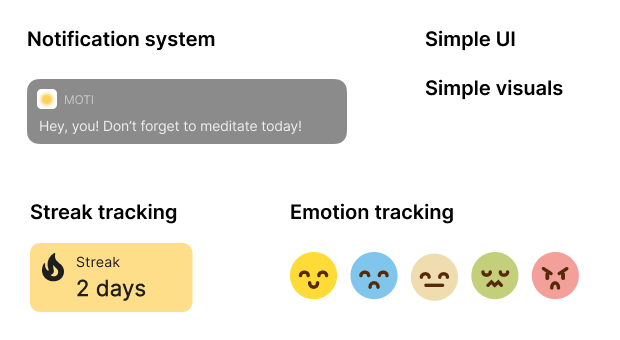 Notification system
Simple UI
MOTI
Hey, you! Don’t forget to meditate today!
Simple visuals
Streak tracking
Streak
2 days
Emotion tracking